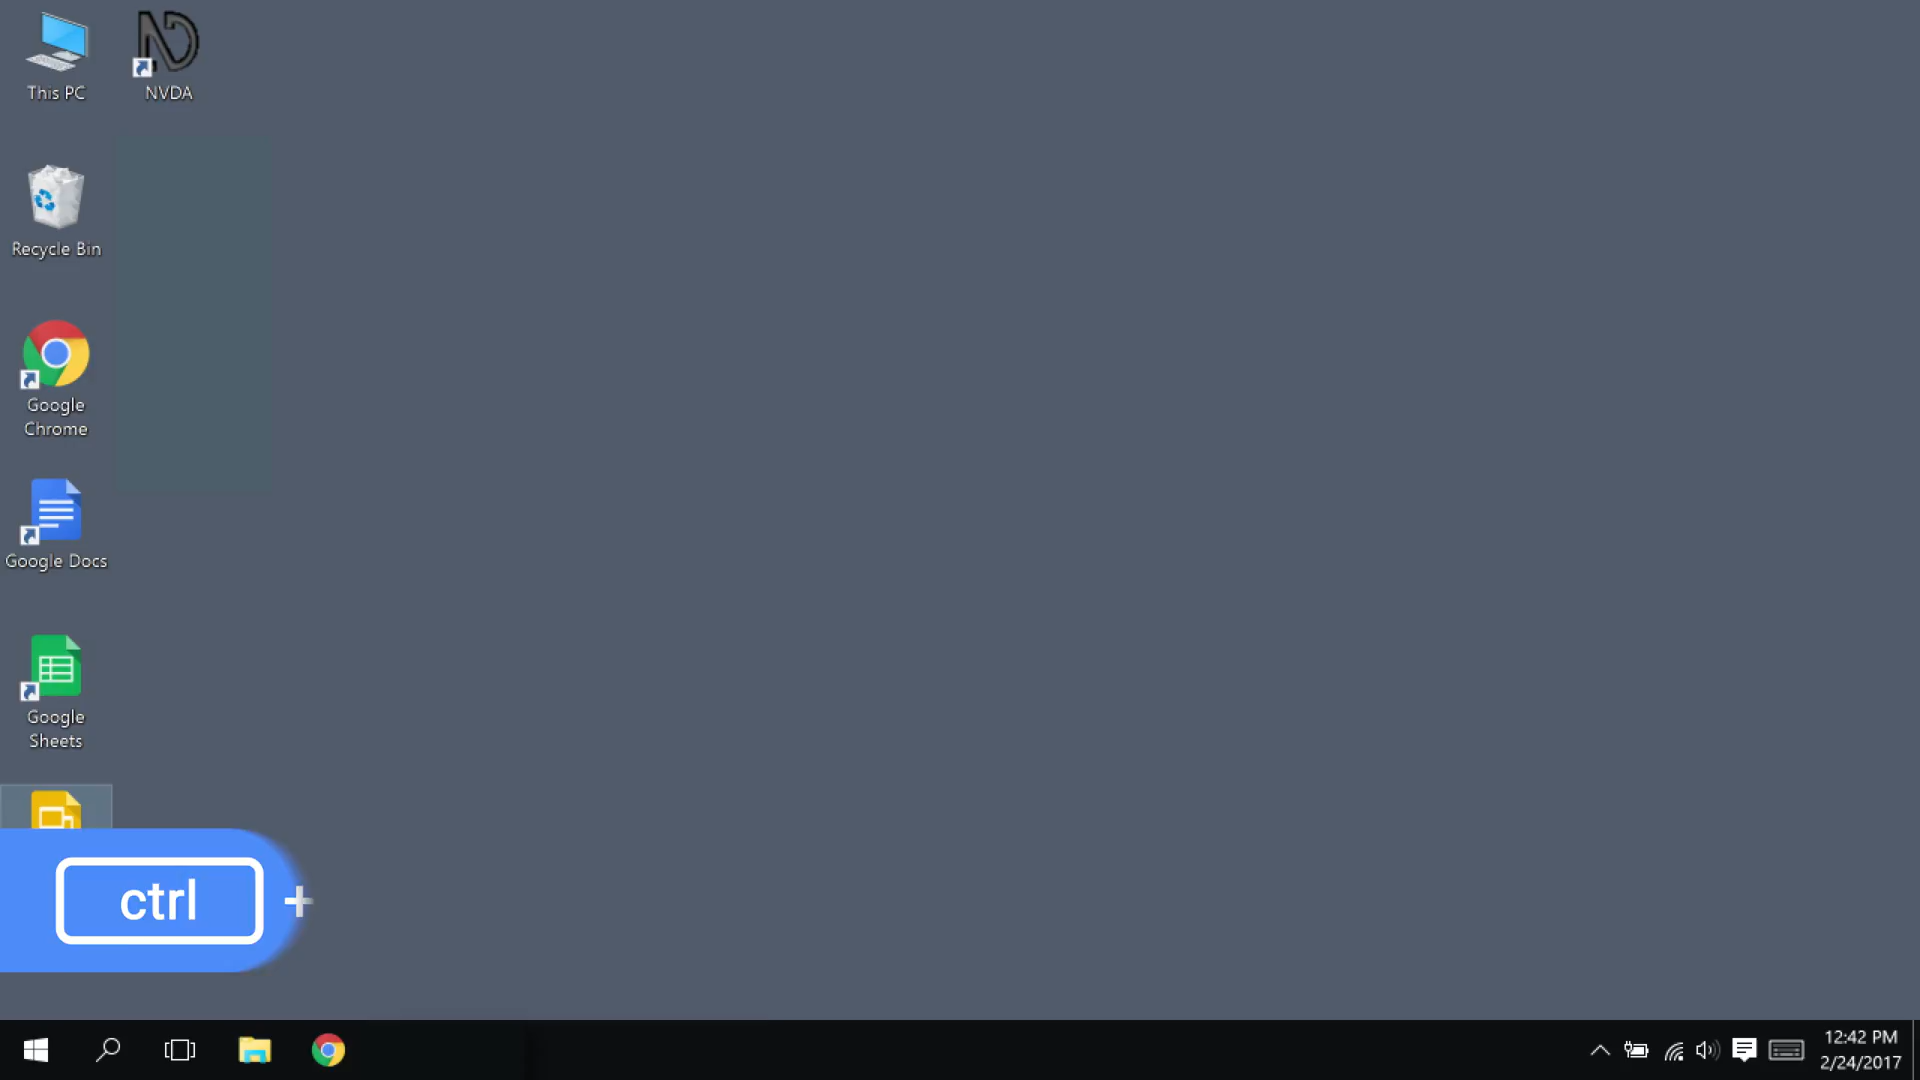 This PC
NVDA
Recycle Bin
Google
Chrome
Google Docs
Google
Sheets
ctrl +
12:42 PM
2/24/2017